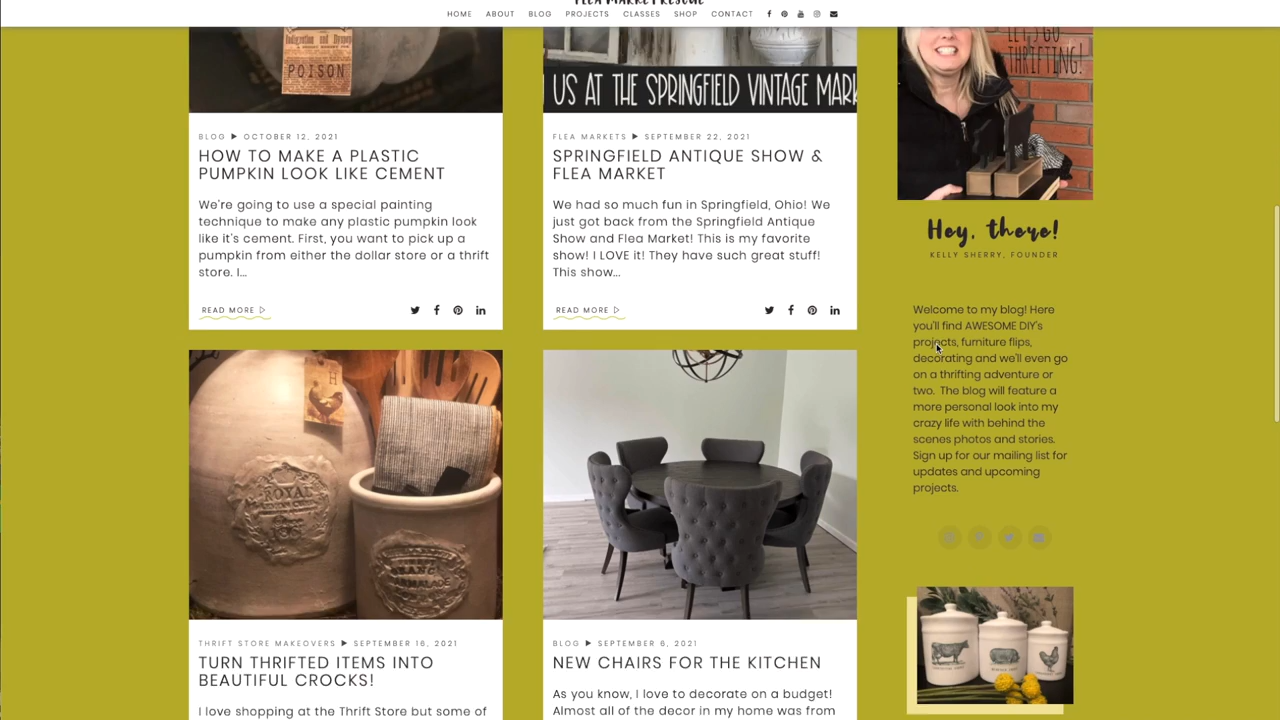 FLEA MARKET RESCUE
HOME ABOUT BLOG PROJECTS CLASSES SHOP CONTACT
POISON
US AT THE SPRINGFIELD VINTAGE MARK
LET'S GO
THRIFTING!
BLOG ▶ OCTOBER 12, 2021
HOW TO MAKE A PLASTIC
PUMPKIN LOOK LIKE CEMENT
We're going to use a special painting
technique to make any plastic pumpkin look
like it's cement. First, you want to pick up a
pumpkin from either the dollar store or a thrift
store. I...
READ MORE
FLEA MARKETS ▶ SEPTEMBER 22, 2021
SPRINGFIELD ANTIQUE SHOW &
FLEA MARKET
We had so much fun in Springfield, Ohio! We
just got back from the Springfield Antique
Show and Flea Market! This is my favorite
show! I LOVE it! They have such great stuff!
This show...
READ MORE
Hey, there!
KELLY SHERRY, FOUNDER
Welcome to my blog! Here
you'll find AWESOME DIY's
projects, furniture flips,
decorating and we'll even go
on a thrifting adventure or
two. The blog will feature a
more personal look into my
crazy life with behind the
scenes photos and stories.
Sign up for our mailing list for
updates and upcoming
projects.
ROYAL
THRIFT STORE MAKEOVERS ▶ SEPTEMBER 16, 2021
TURN THRIFTED ITEMS INTO
BEAUTIFUL CROCKS!
I love shopping at the Thrift Store but some of
BLOG ▶ SEPTEMBER 6, 2021
NEW CHAIRS FOR THE KITCHEN
As you know, I love to decorate on a budget!
Almost all of the decor in my home was from